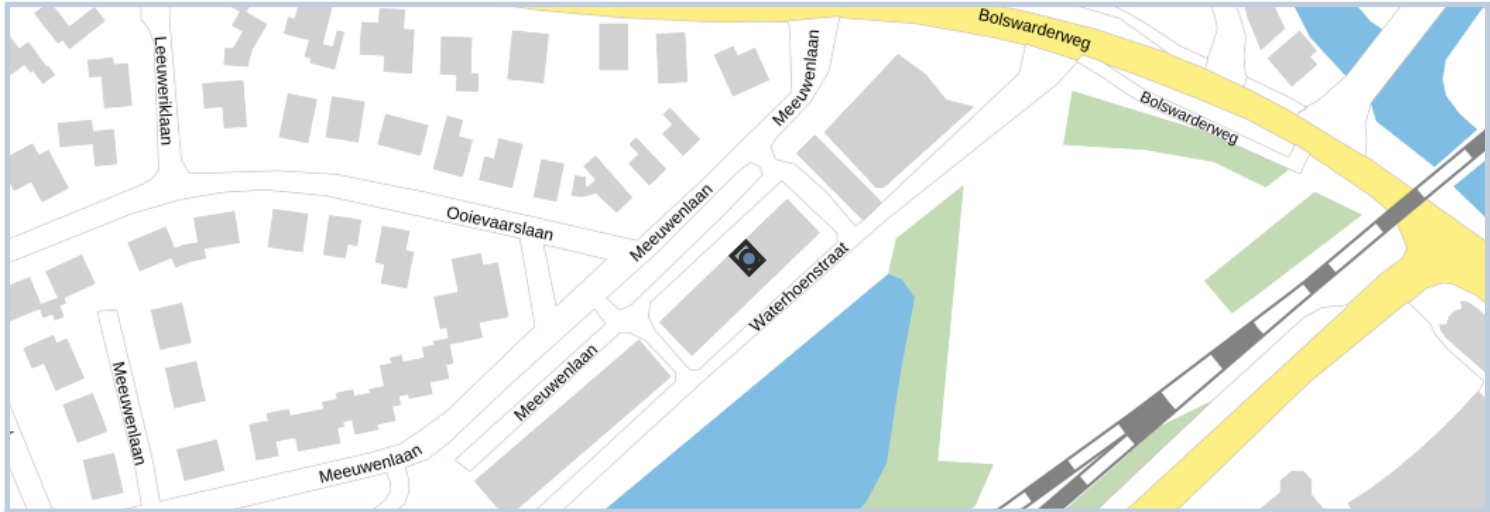 Bolswarderweg
Leeuweriklaan
Meeuwenlaan
Bolswarderweg
Meeuwenlaan
Ooievaarslaan
Waterhoenstraat
Meeuwenlaan
Meeuwenlaan
Meeuwenlaan